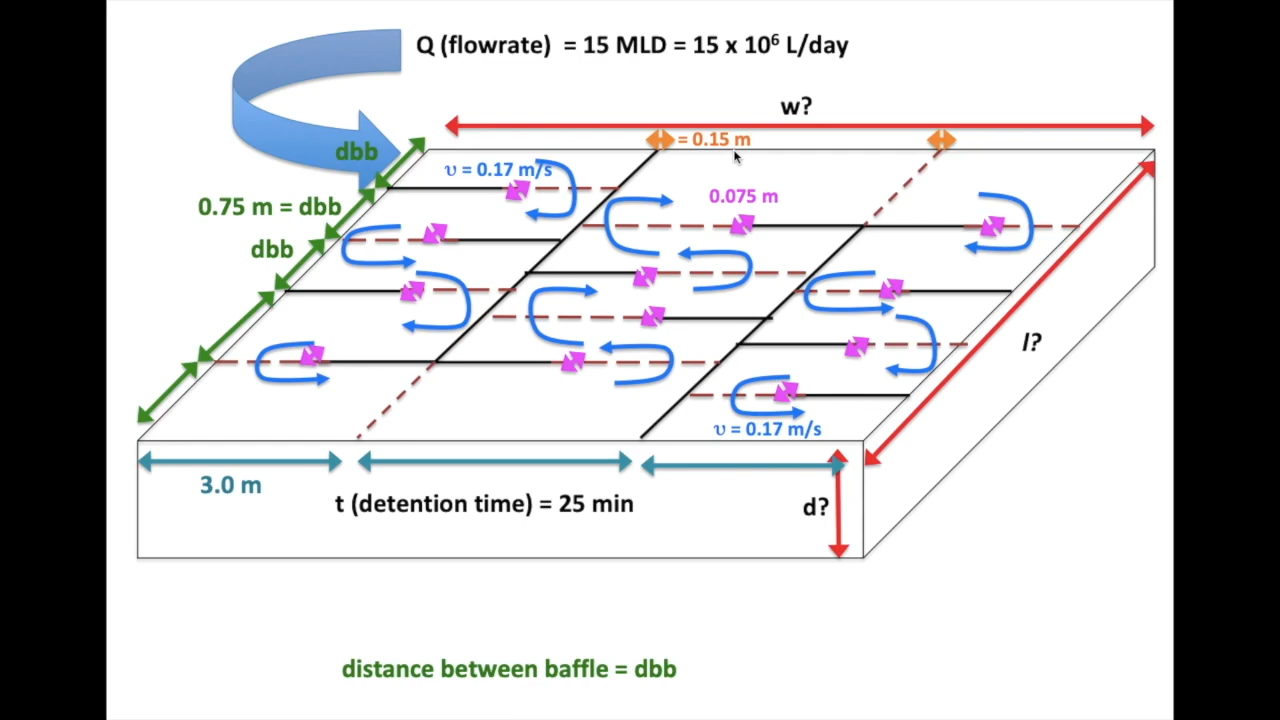 Q (flowrate) = 15 MLD = 15 x 10⁶ L/day
w?
= 0.15 m
dbb
υ = 0.17 m/s
0.75 m = dbb
0.075 m
dbb
l?
υ = 0.17 m/s
3.0 m
t (detention time) = 25 min
d?
distance between baffle = dbb